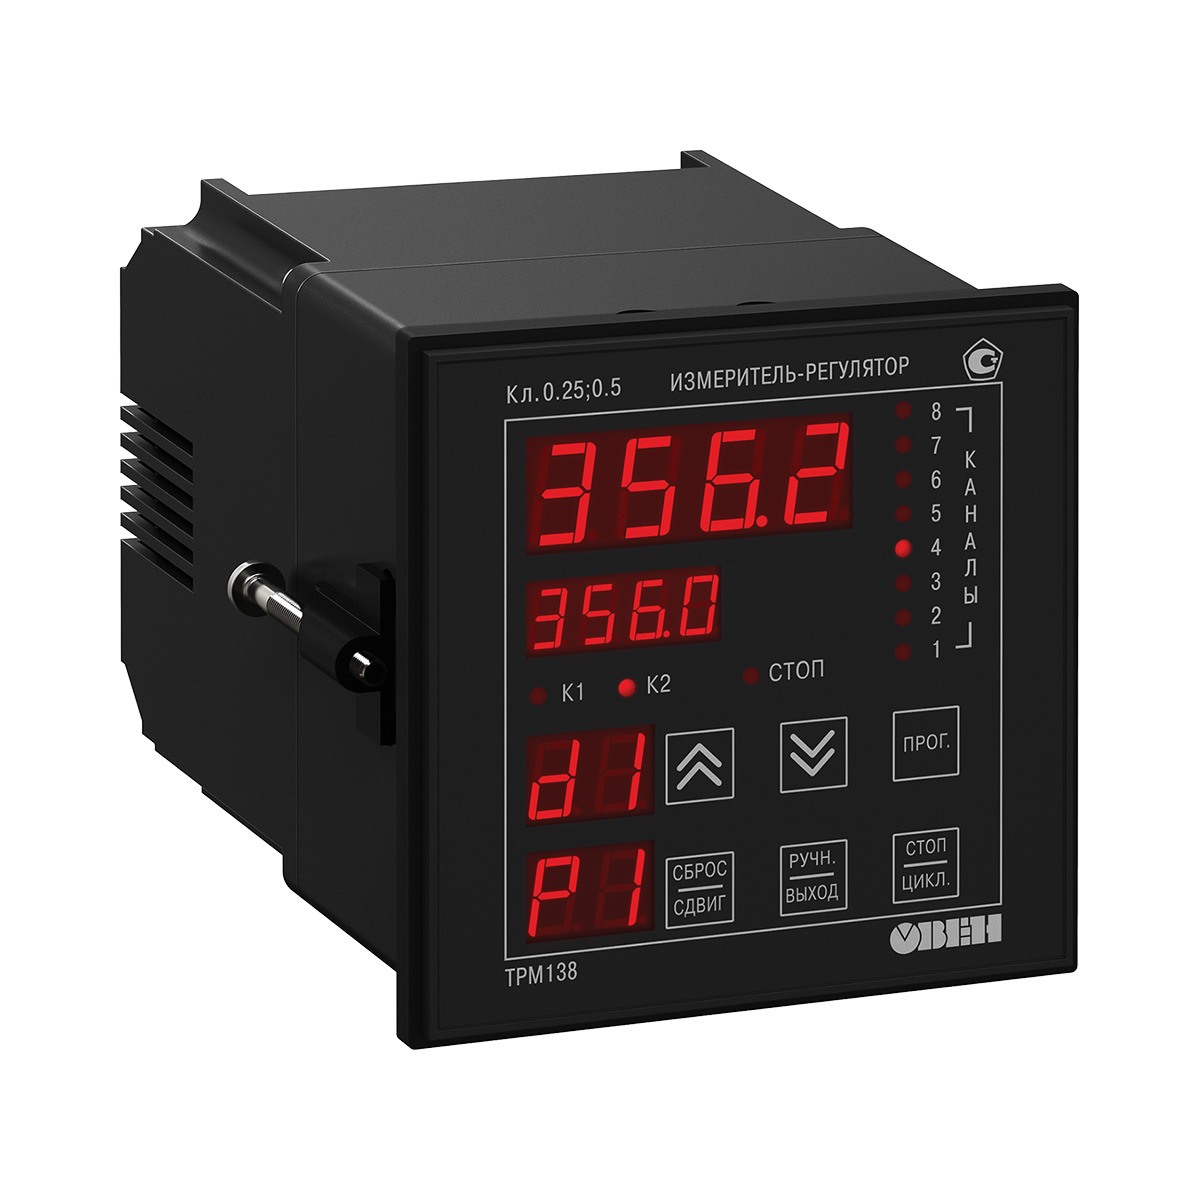 Кл.0.25;0.5 ИЗМЕРИТЕЛЬ-РЕГУЛЯТОР
356.2
356.0
8
7
6
5
4
3
2
1
КАНАЛЫ
К1 К2 СТОП
d1
ПРОГ.
P1
СБРОС
СДВИГ
РУЧН.
ВЫХОД
СТОП
ЦИКЛ.
ОВЕН
ТРМ138